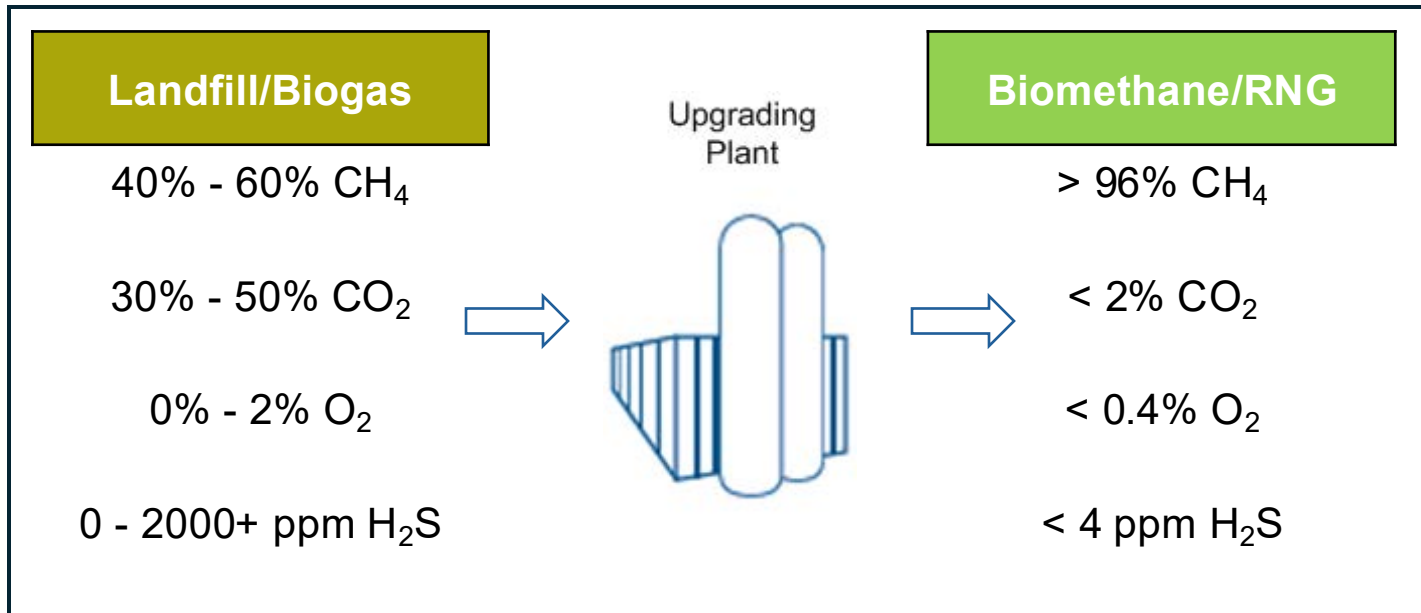 Landfill/Biogas
40% - 60% CH₄
30% - 50% CO₂
0% - 2% O₂
0 - 2000+ ppm H₂S
Upgrading
Plant
Biomethane/RNG
> 96% CH₄
< 2% CO₂
< 0.4% O₂
< 4 ppm H₂S